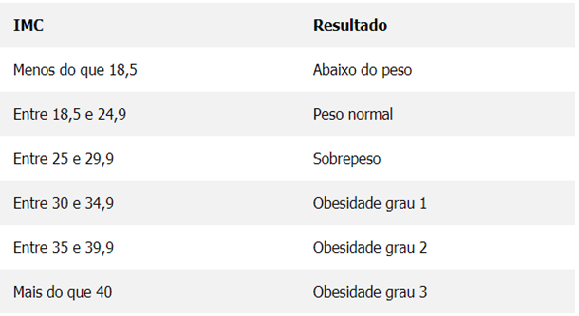 IMC Resultado
Menos do que 18,5 Abaixo do peso
Entre 18,5 e 24,9 Peso normal
Entre 25 e 29,9 Sobrepeso
Entre 30 e 34,9 Obesidade grau 1
Entre 35 e 39,9 Obesidade grau 2
Mais do que 40 Obesidade grau 3